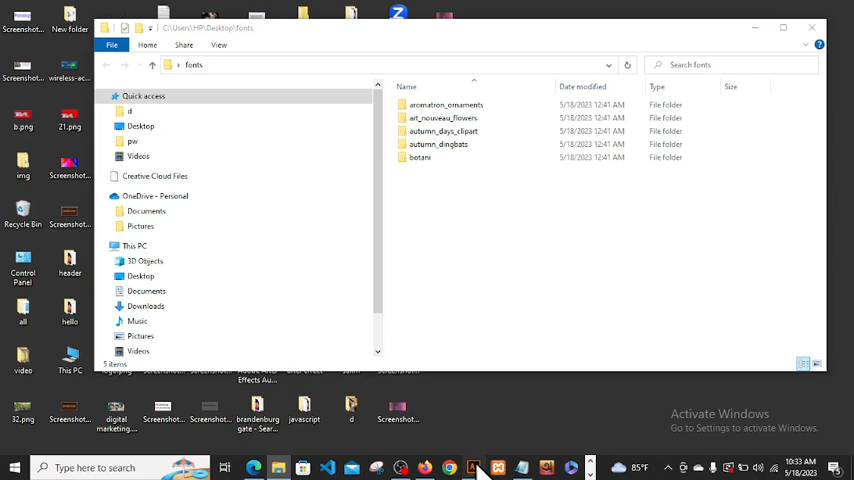 C:\Users\HP\Desktop\fonts
File Home Share View
fonts
Search fonts
Name Date modified Type Size
Quick access
d
Desktop
pw
Videos
Creative Cloud Files
OneDrive - Personal
Documents
Pictures
This PC
3D Objects
Desktop
Documents
Downloads
Music
Pictures
Videos
aromatron_ornaments 5/18/2023 12:41 AM File folder
art_nouveau_flowers 5/18/2023 12:41 AM File folder
autumn_days_clipart 5/18/2023 12:41 AM File folder
autumn_dingbats 5/18/2023 12:41 AM File folder
botani 5/18/2023 12:41 AM File folder
5 items
Screenshot... New folder
Screenshot... wireless-ac...
b.png 21.png
img Screenshot...
Recycle Bin Screenshot...
Control Panel header
all hello
video This PC
Effects Au...
32.png Screenshot... digital marketing... Screenshot... Screenshot... brandenburg gate - Sear... javascript d Screenshot...
Activate Windows
Go to Settings to activate Windows.
Type here to search
85°F
10:33 AM
5/18/2023
5